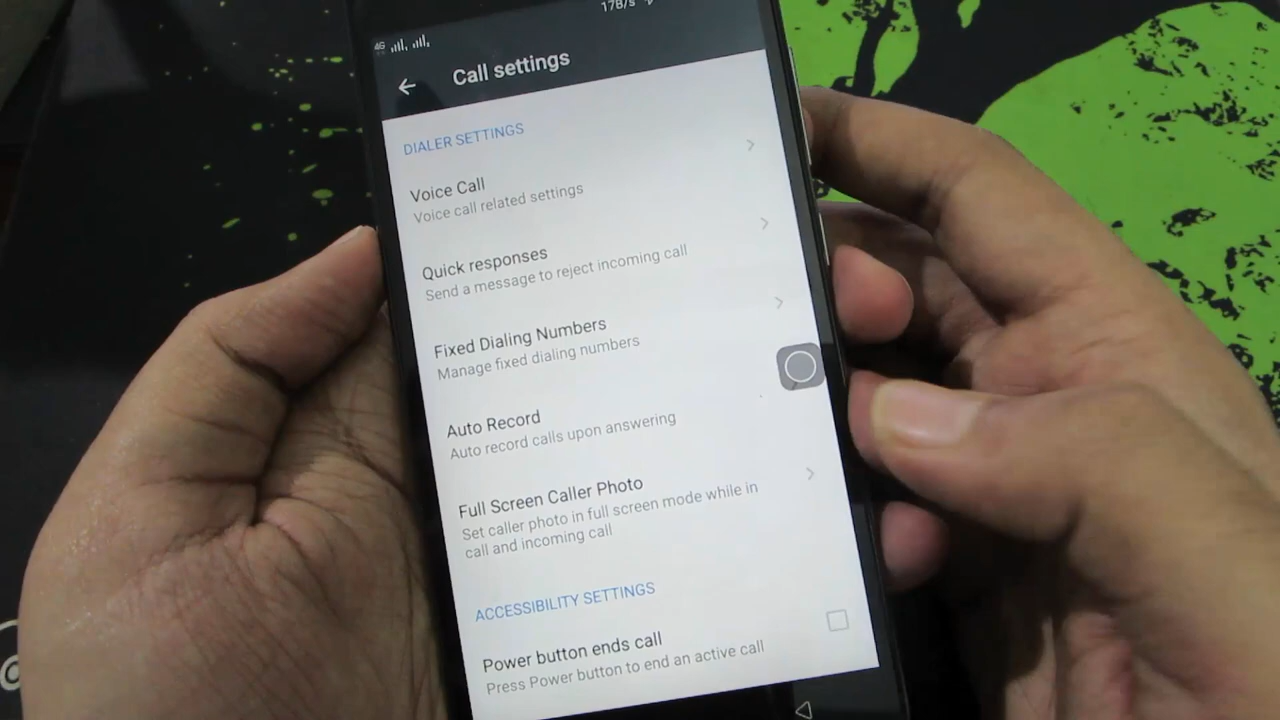 17B/s
4G
Call settings
DIALER SETTINGS
Voice Call
Voice call related settings
Quick responses
Send a message to reject incoming call
Fixed Dialing Numbers
Manage fixed dialing numbers
Auto Record
Auto record calls upon answering
Full Screen Caller Photo
Set caller photo in full screen mode while in
call and incoming call
ACCESSIBILITY SETTINGS
Power button ends call
Press Power button to end an active call